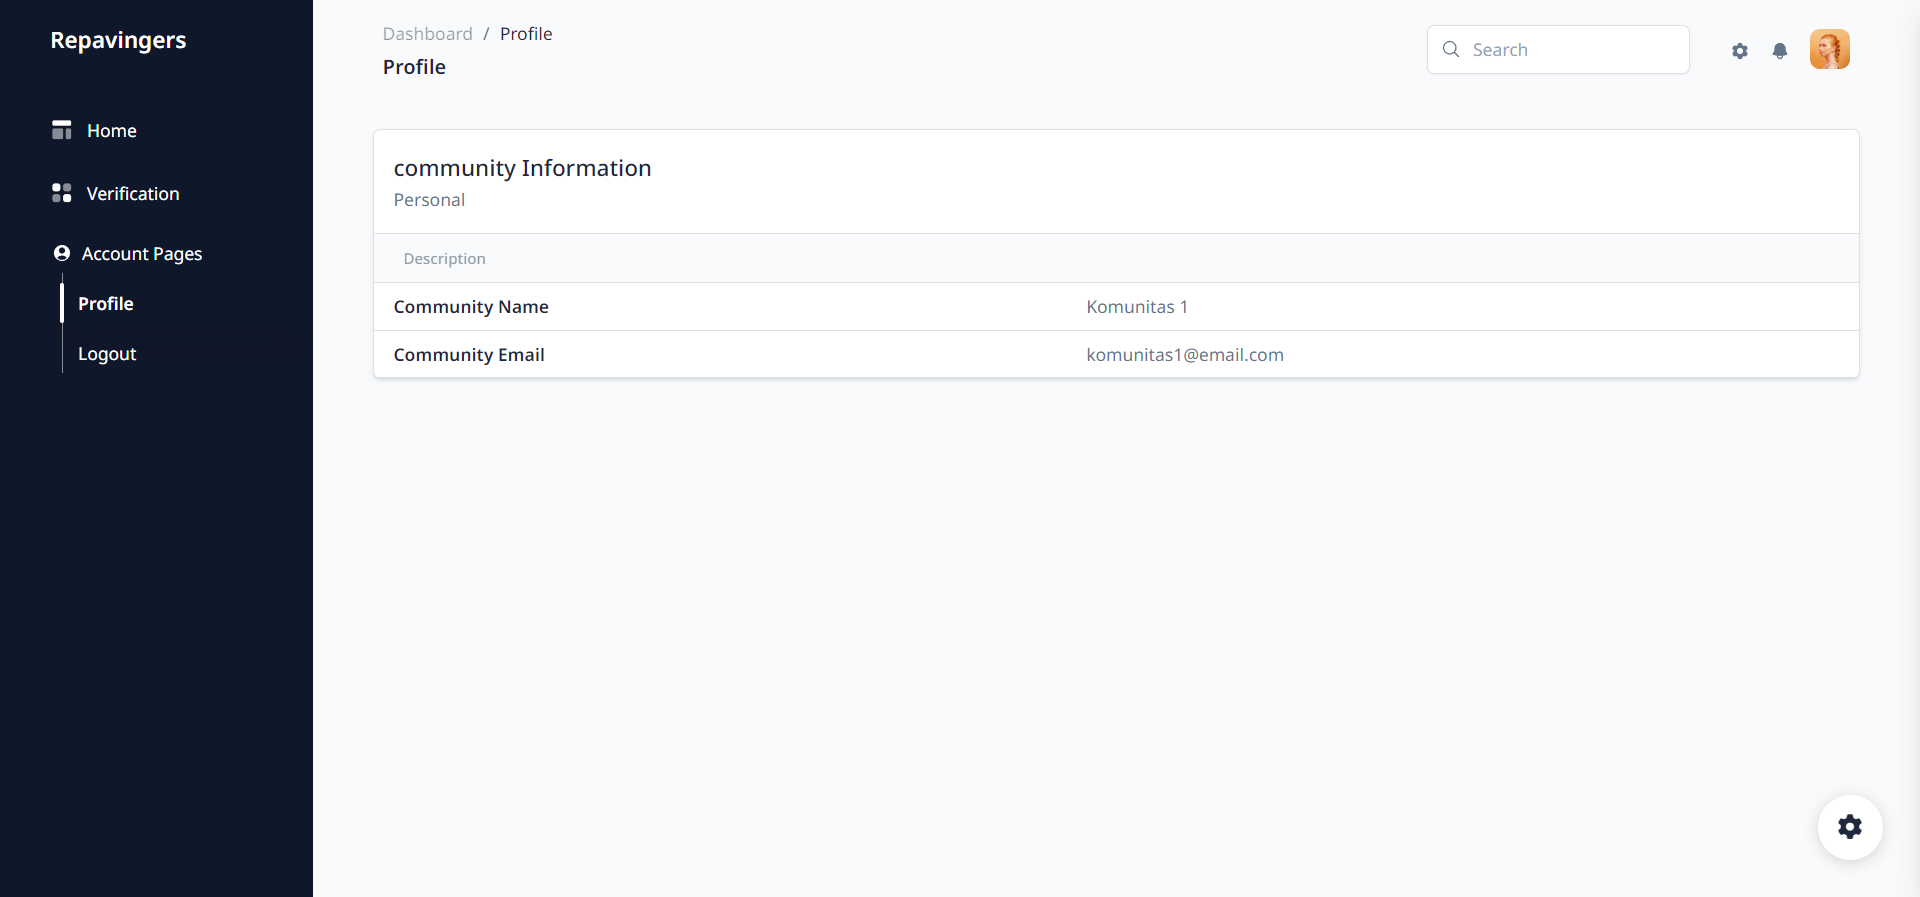 Repavingers
Home
Verification
Account Pages
Profile
Logout
Dashboard / Profile
Profile
Search
community Information
Personal
Description
Community Name Komunitas 1
Community Email komunitas1@email.com